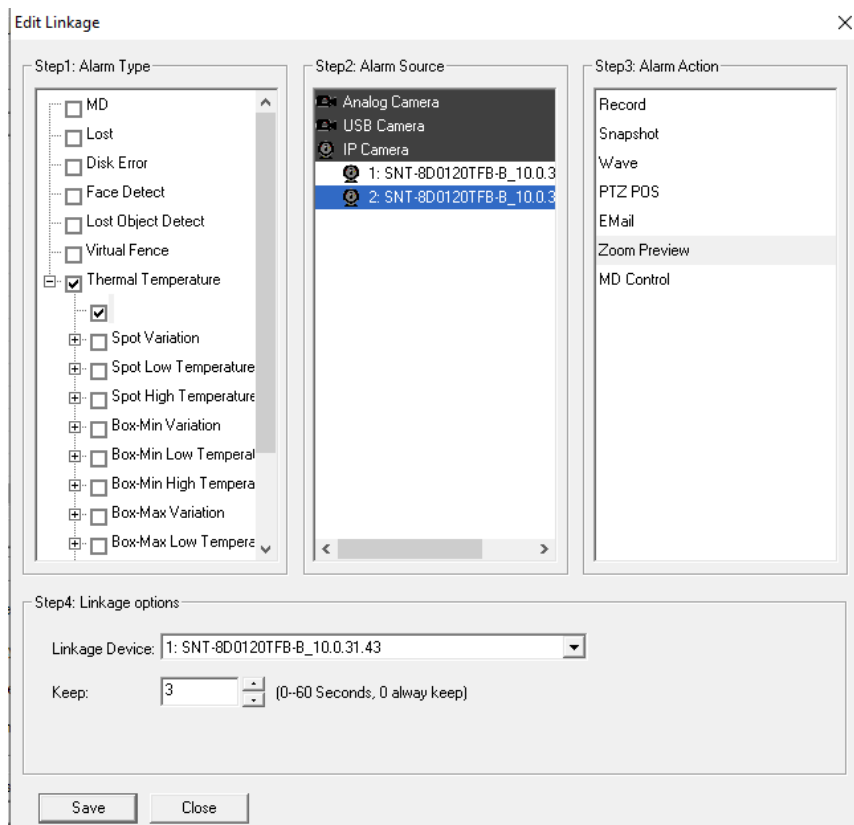 Edit Linkage
Step1: Alarm Type
MD
Lost
Disk Error
Face Detect
Lost Object Detect
Virtual Fence
Thermal Temperature
Spot Variation
Spot Low Temperature
Spot High Temperature
Box-Min Variation
Box-Min Low Temperat
Box-Min High Tempera
Box-Max Variation
Box-Max Low Tempera
Step2: Alarm Source
Analog Camera
USB Camera
IP Camera
1: SNT-8D0120TFB-B_10.0.3
2: SNT-8D0120TFB-B_10.0.3
Step3: Alarm Action
Record
Snapshot
Wave
PTZ POS
EMail
Zoom Preview
MD Control
Step4: Linkage options
Linkage Device: 1: SNT-8D0120TFB-B_10.0.31.43
Keep: 3 (0--60 Seconds, 0 alway keep)
Save Close